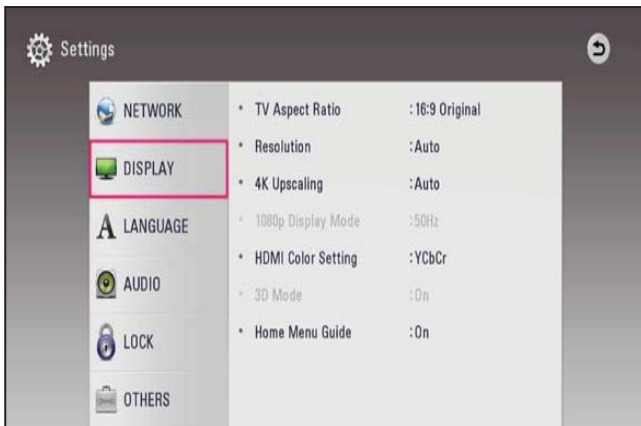 Settings
NETWORK
DISPLAY
LANGUAGE
AUDIO
LOCK
OTHERS
• TV Aspect Ratio : 16:9 Original
• Resolution : Auto
• 4K Upscaling : Auto
• 1080p Display Mode : 50Hz
• HDMI Color Setting : YCbCr
• 3D Mode : On
• Home Menu Guide : On